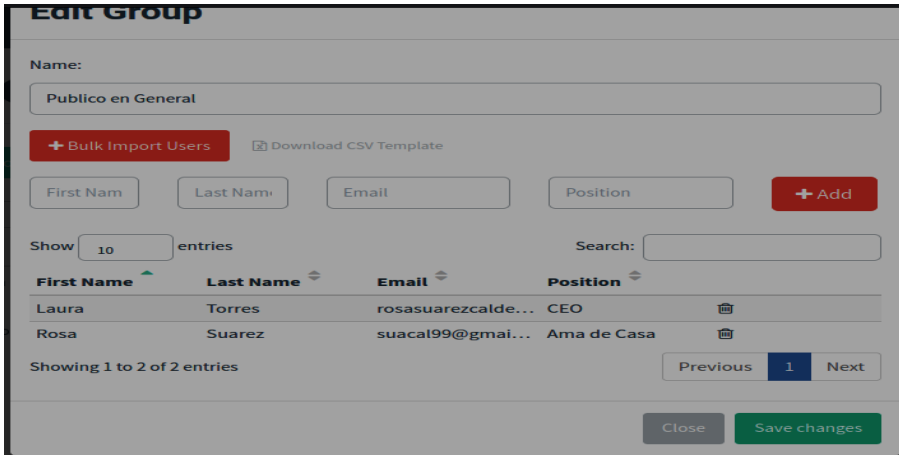 Edit Group
Name:
Publico en General
Bulk Import Users Download CSV Template
First Nam Last Nam Email Position Add
Show 10 entries Search:
First Name Last Name Email Position
Laura Torres rosasuarezcalde... CEO
Rosa Suarez suacal99@gmai... Ama de Casa
Showing 1 to 2 of 2 entries Previous 1 Next
Close Save changes